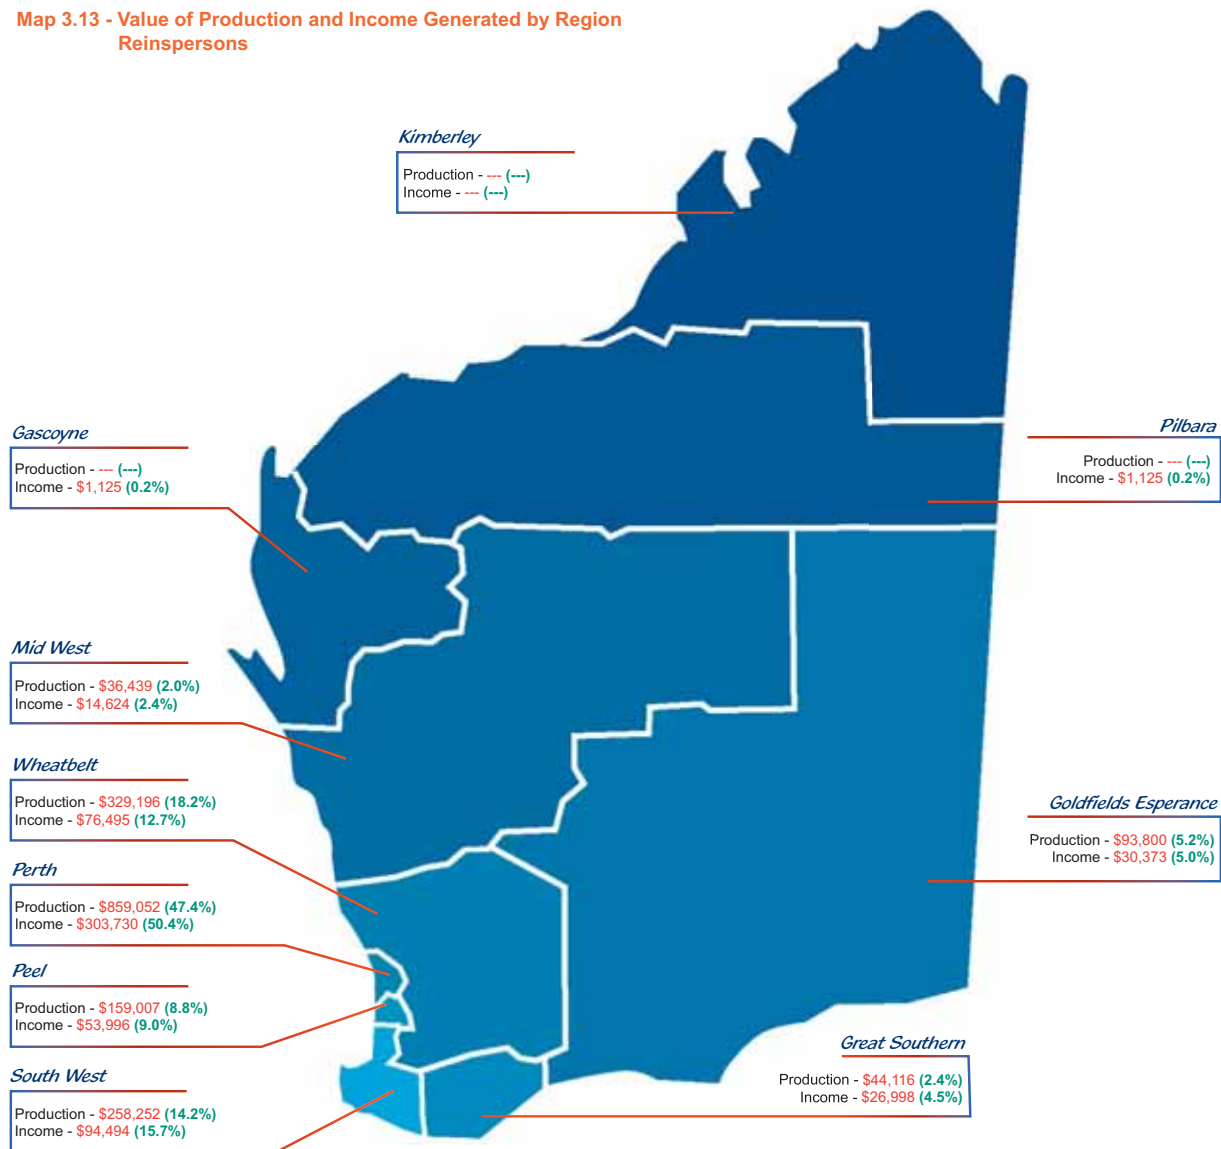 Map 3.13 - Value of Production and Income Generated by Region
Reinspersons
Kimberley
Production - --- (---)
Income - --- (---)
Gascoyne
Production - --- (---)
Income - $1,125 (0.2%)
Pilbara
Production - --- (---)
Income - $1,125 (0.2%)
Mid West
Production - $36,439 (2.0%)
Income - $14,624 (2.4%)
Wheatbelt
Production - $329,196 (18.2%)
Income - $76,495 (12.7%)
Goldfields Esperance
Production - $93,800 (5.2%)
Income - $30,373 (5.0%)
Perth
Production - $859,052 (47.4%)
Income - $303,730 (50.4%)
Peel
Production - $159,007 (8.8%)
Income - $53,996 (9.0%)
Great Southern
Production - $44,116 (2.4%)
Income - $26,998 (4.5%)
South West
Production - $258,252 (14.2%)
Income - $94,494 (15.7%)